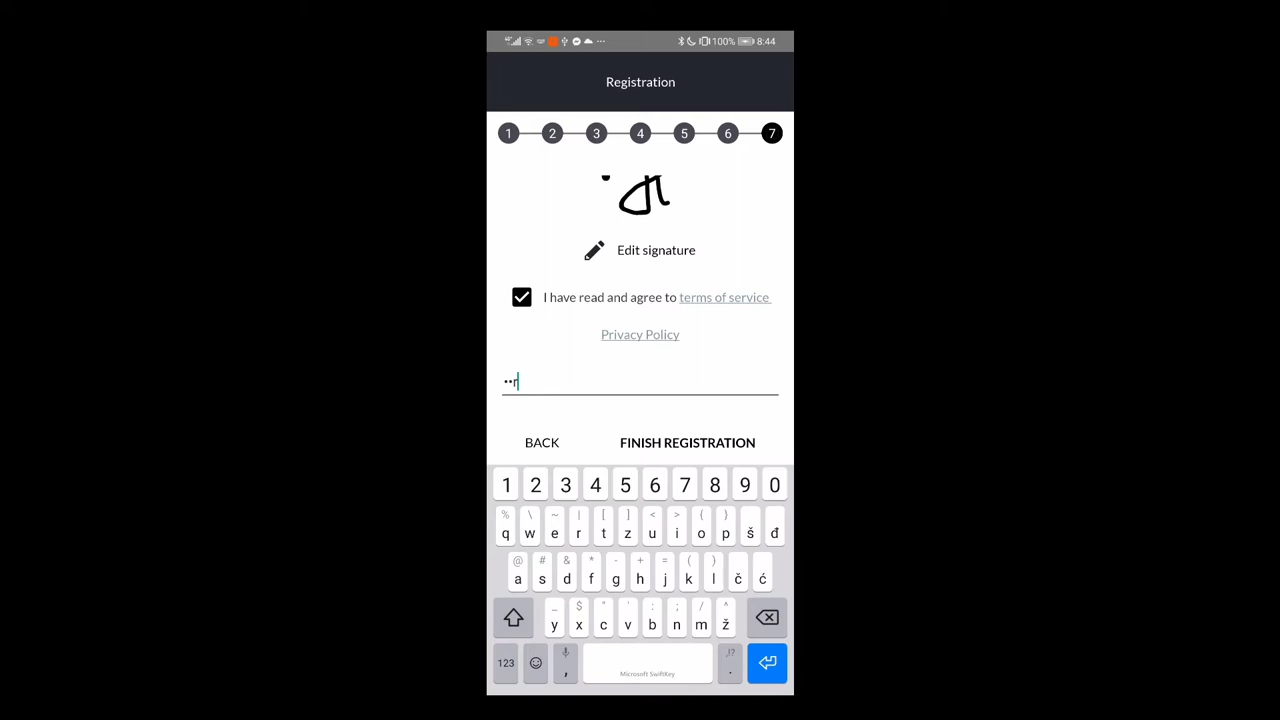 100% 8:44
Registration
1 2 3 4 5 6 7
Edit signature
I have read and agree to terms of service
Privacy Policy
••r
BACK FINISH REGISTRATION
1 2 3 4 5 6 7 8 9 0
% \ ~ | [ ] < > { }
q w e r t z u i o p š đ
@ # & * - + = ( )
a s d f g h j k l č ć
_ $ " ' : ; / ^
y x c v b n m ž
123 , Microsoft SwiftKey ,!? .